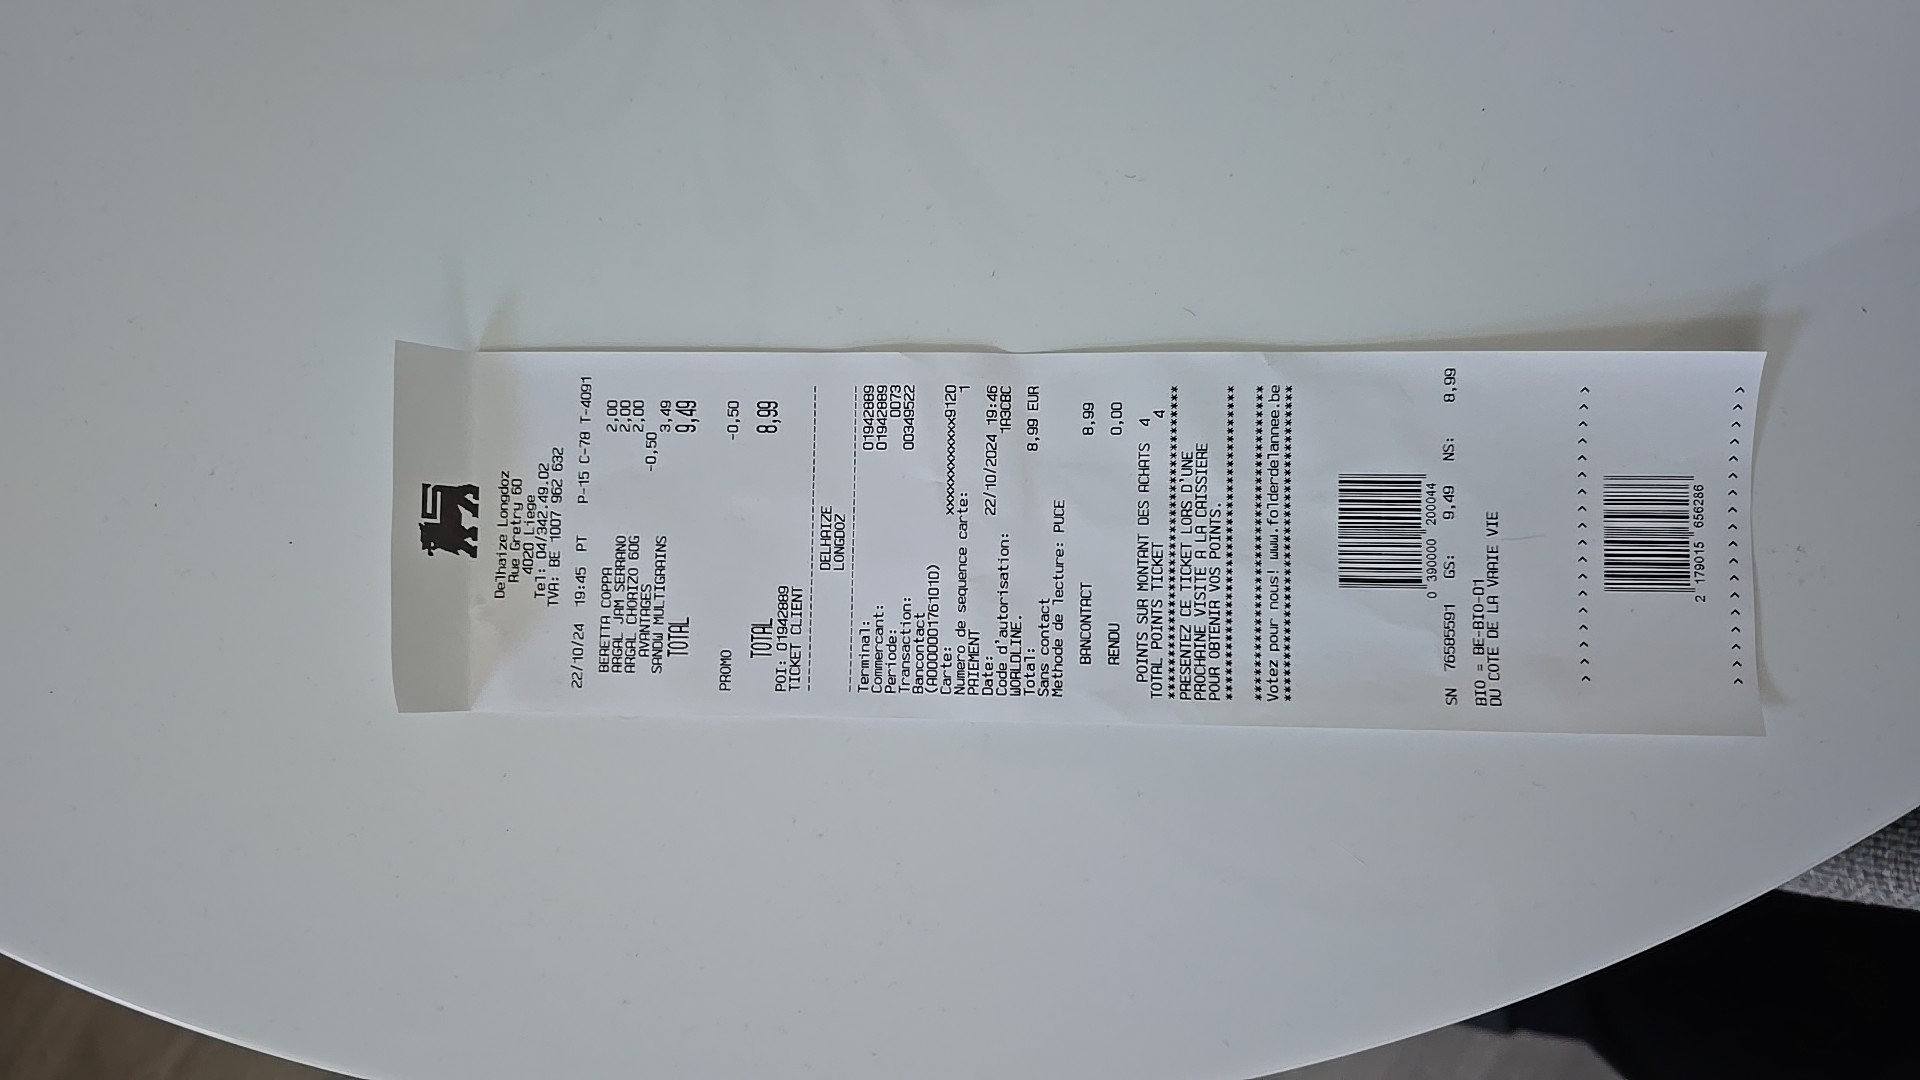 Delhaize Longdoz
Rue Gretry 60
4020 Liege
Tel: 04/342.49.02
TVA: BE 1007 962 632
22/10/24 19:45 PT P-15 C-78 T-4091
BERETTA COPPA 2,00
ARGAL JAM SERRANO 2,00
ARGAL CHORIZO 60G 2,00
AVANTAGES -0,50
SANDW MULTIGRAINS 3,49
TOTAL 9,49
PROMO -0,50
TOTAL 8,99
POI: 01942889
TICKET CLIENT
DELHAIZE
LONGDOZ
Terminal: 01942889
Commercant: 01942889
Periode: 0073
Transaction: 00349522
Bancontact
(A0000001761010)
Carte: xxxxxxxxxxxxx9120
Numero de sequence carte: 1
PAIEMENT
Date: 22/10/2024 19:46
Code d'autorisation: 1A3C8C
WORLDLINE.
Total: 8,99 EUR
Sans contact
Methode de lecture: PUCE
BANCONTACT 8,99
RENDU 0,00
POINTS SUR MONTANT DES ACHATS 4
TOTAL POINTS TICKET 4
****************************************
PRESENTEZ CE TICKET LORS D'UNE
PROCHAINE VISITE A LA CAISSIERE
POUR OBTENIR VOS POINTS.
****************************************
****************************************
Votez pour nous! www.folderdelannee.be
****************************************
0 390000 200044
SN 76585591 GS: 9,49 NS: 8,99
BIO = BE-BIO-01
DU COTE DE LA VRAIE VIE
> > > > > > > > > > > > > > > >
2 179015 656286
> > > > > > > > > > > > > > > >